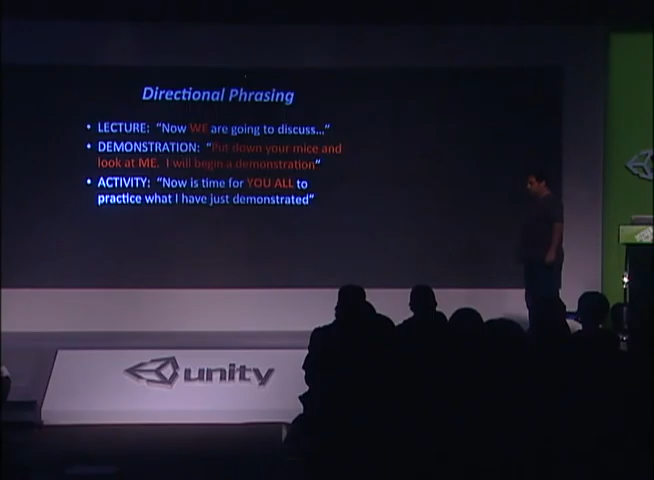 Directional Phrasing
• LECTURE: "Now WE are going to discuss..."
• DEMONSTRATION: "Put down your mice and
look at ME. I will begin a demonstration"
• ACTIVITY: "Now is time for YOU ALL to
practice what I have just demonstrated"
unity